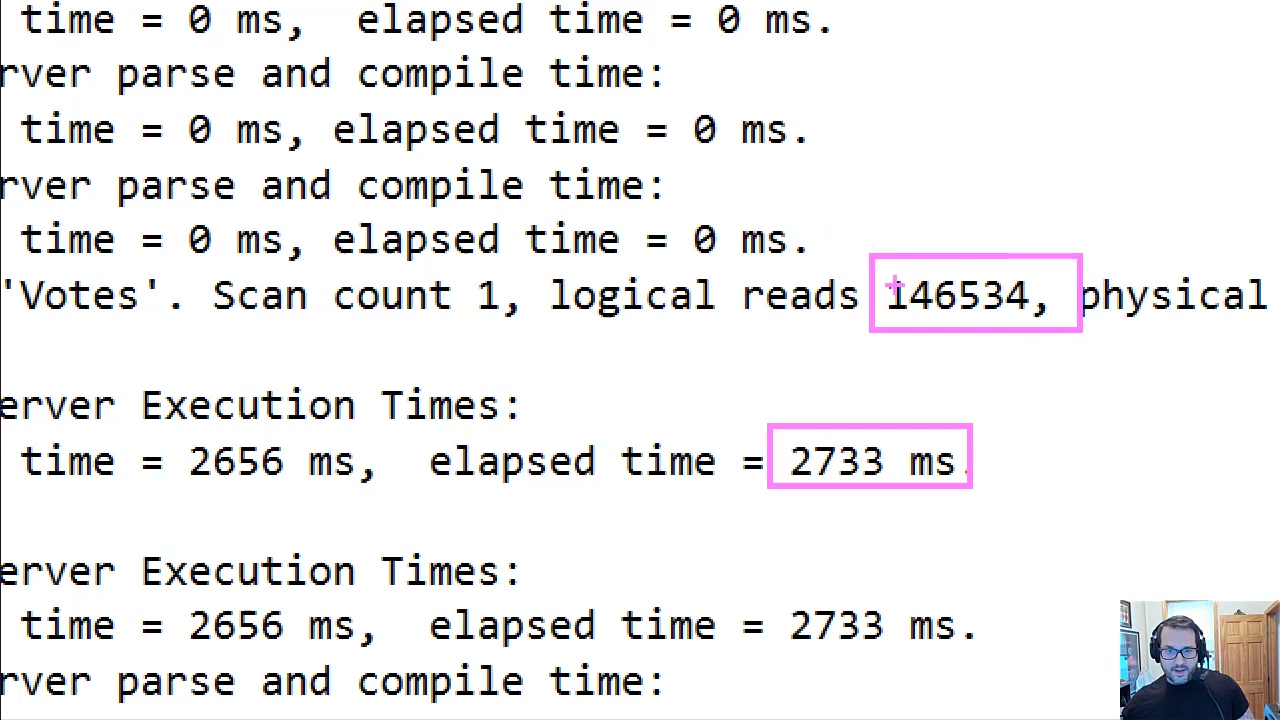 time = 0 ms,  elapsed time = 0 ms.
rver parse and compile time:
time = 0 ms, elapsed time = 0 ms.
rver parse and compile time:
time = 0 ms, elapsed time = 0 ms.
'Votes'. Scan count 1, logical reads 146534, physical
erver Execution Times:
time = 2656 ms,  elapsed time = 2733 ms.
erver Execution Times:
time = 2656 ms,  elapsed time = 2733 ms.
rver parse and compile time: